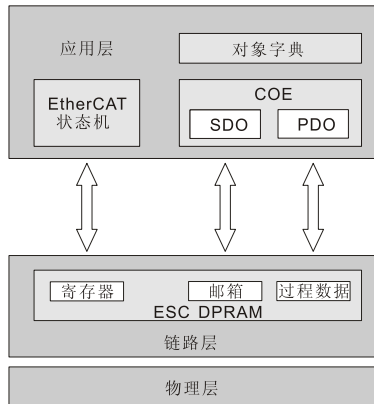 应用层
对象字典
EtherCAT
状态机
COE
SDO
PDO
寄存器
邮箱
过程数据
ESC DPRAM
链路层
物理层